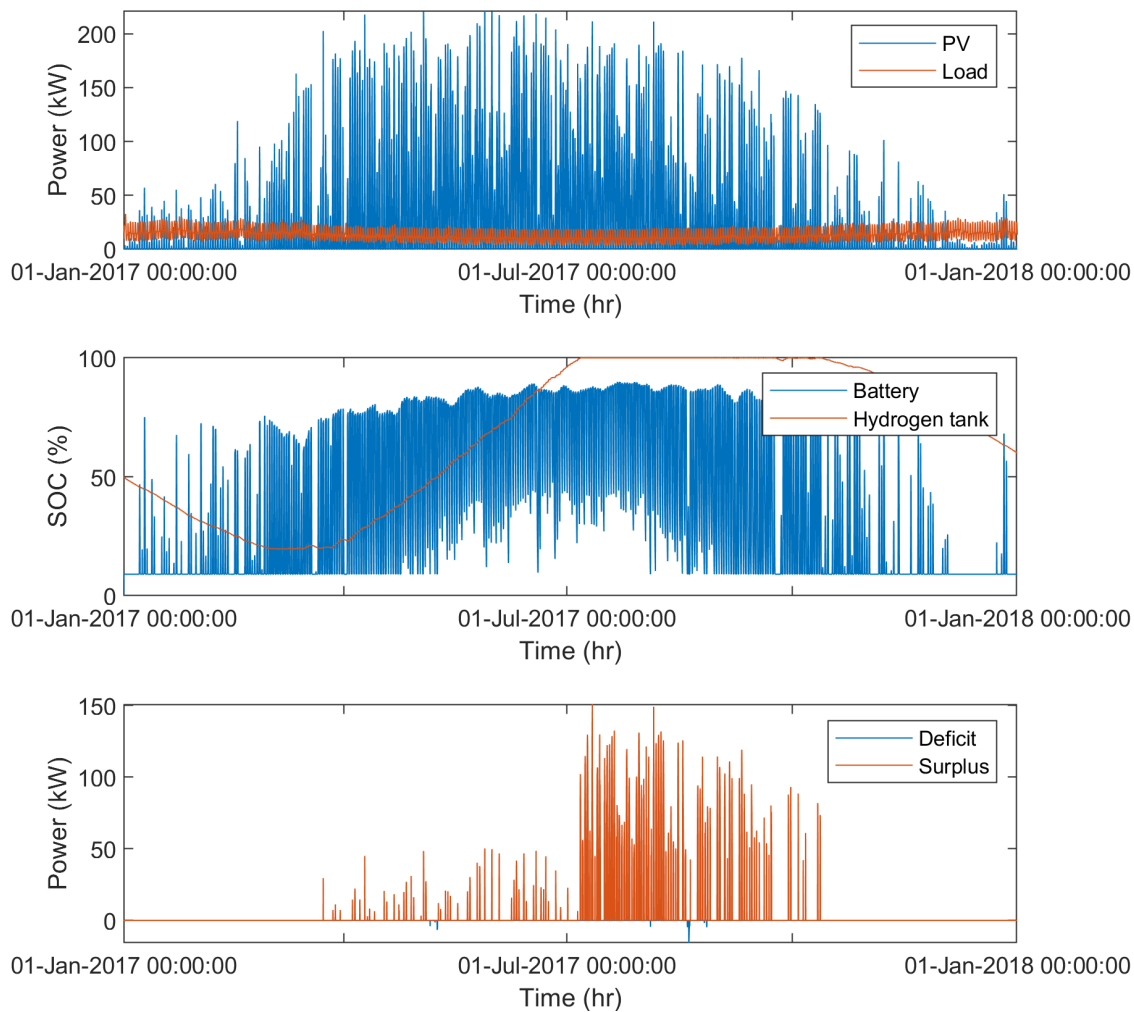 200
150
100
50
0
Power (kW)
PV
Load
01-Jan-2017 00:00:00 01-Jul-2017 00:00:00 01-Jan-2018 00:00:00
Time (hr)
100
50
0
SOC (%)
Battery
Hydrogen tank
01-Jan-2017 00:00:00 01-Jul-2017 00:00:00 01-Jan-2018 00:00:00
Time (hr)
150
100
50
0
Power (kW)
Deficit
Surplus
01-Jan-2017 00:00:00 01-Jul-2017 00:00:00 01-Jan-2018 00:00:00
Time (hr)